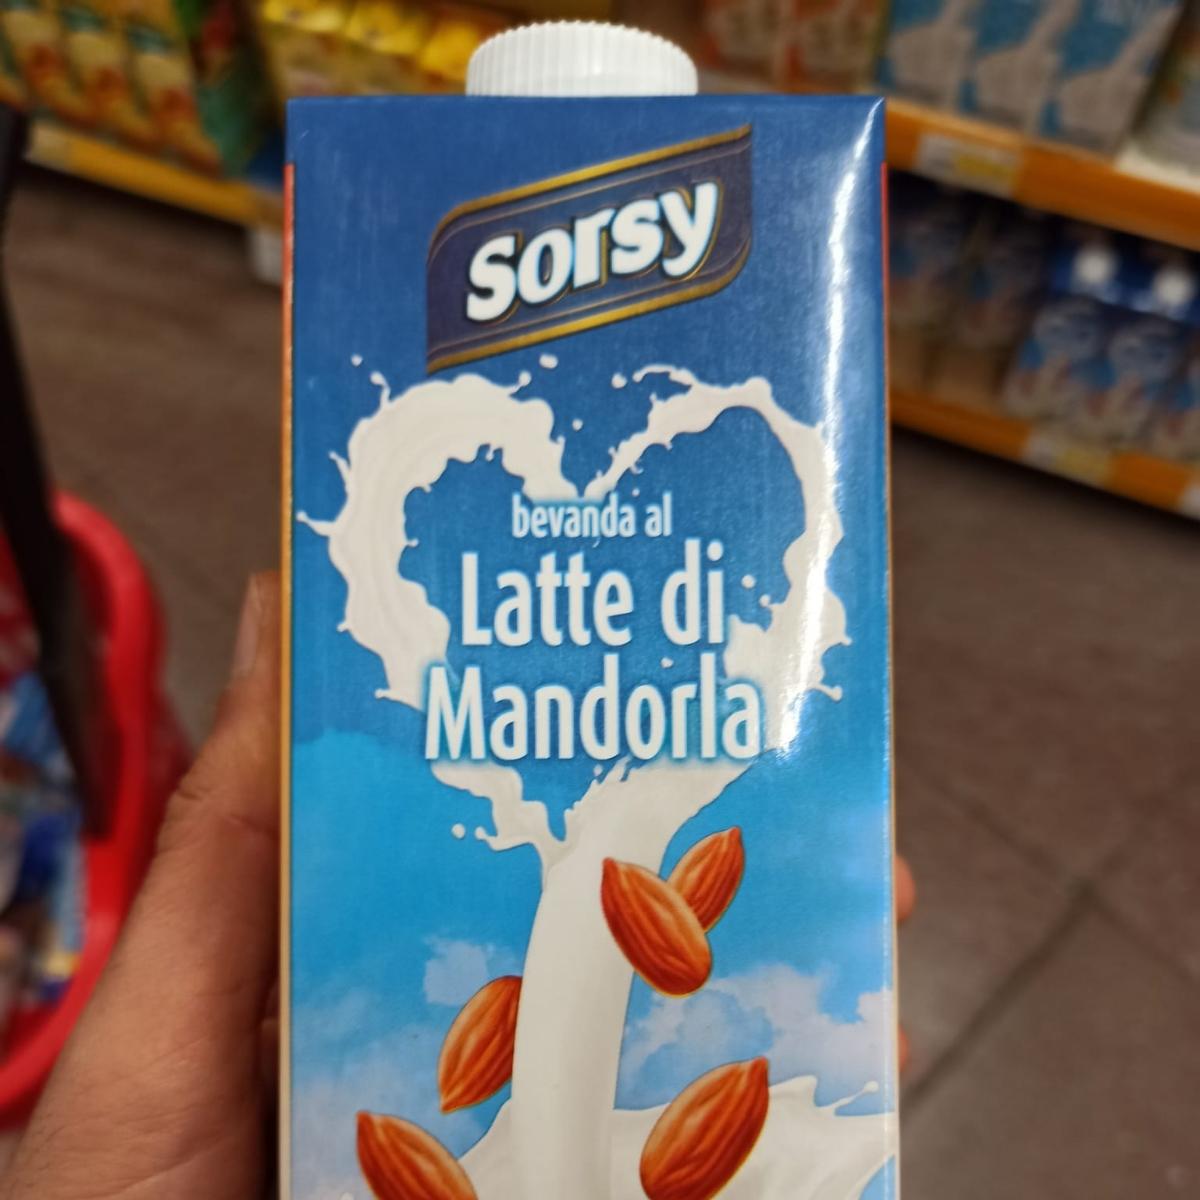 sorsy
bevanda al
Latte di
Mandorla